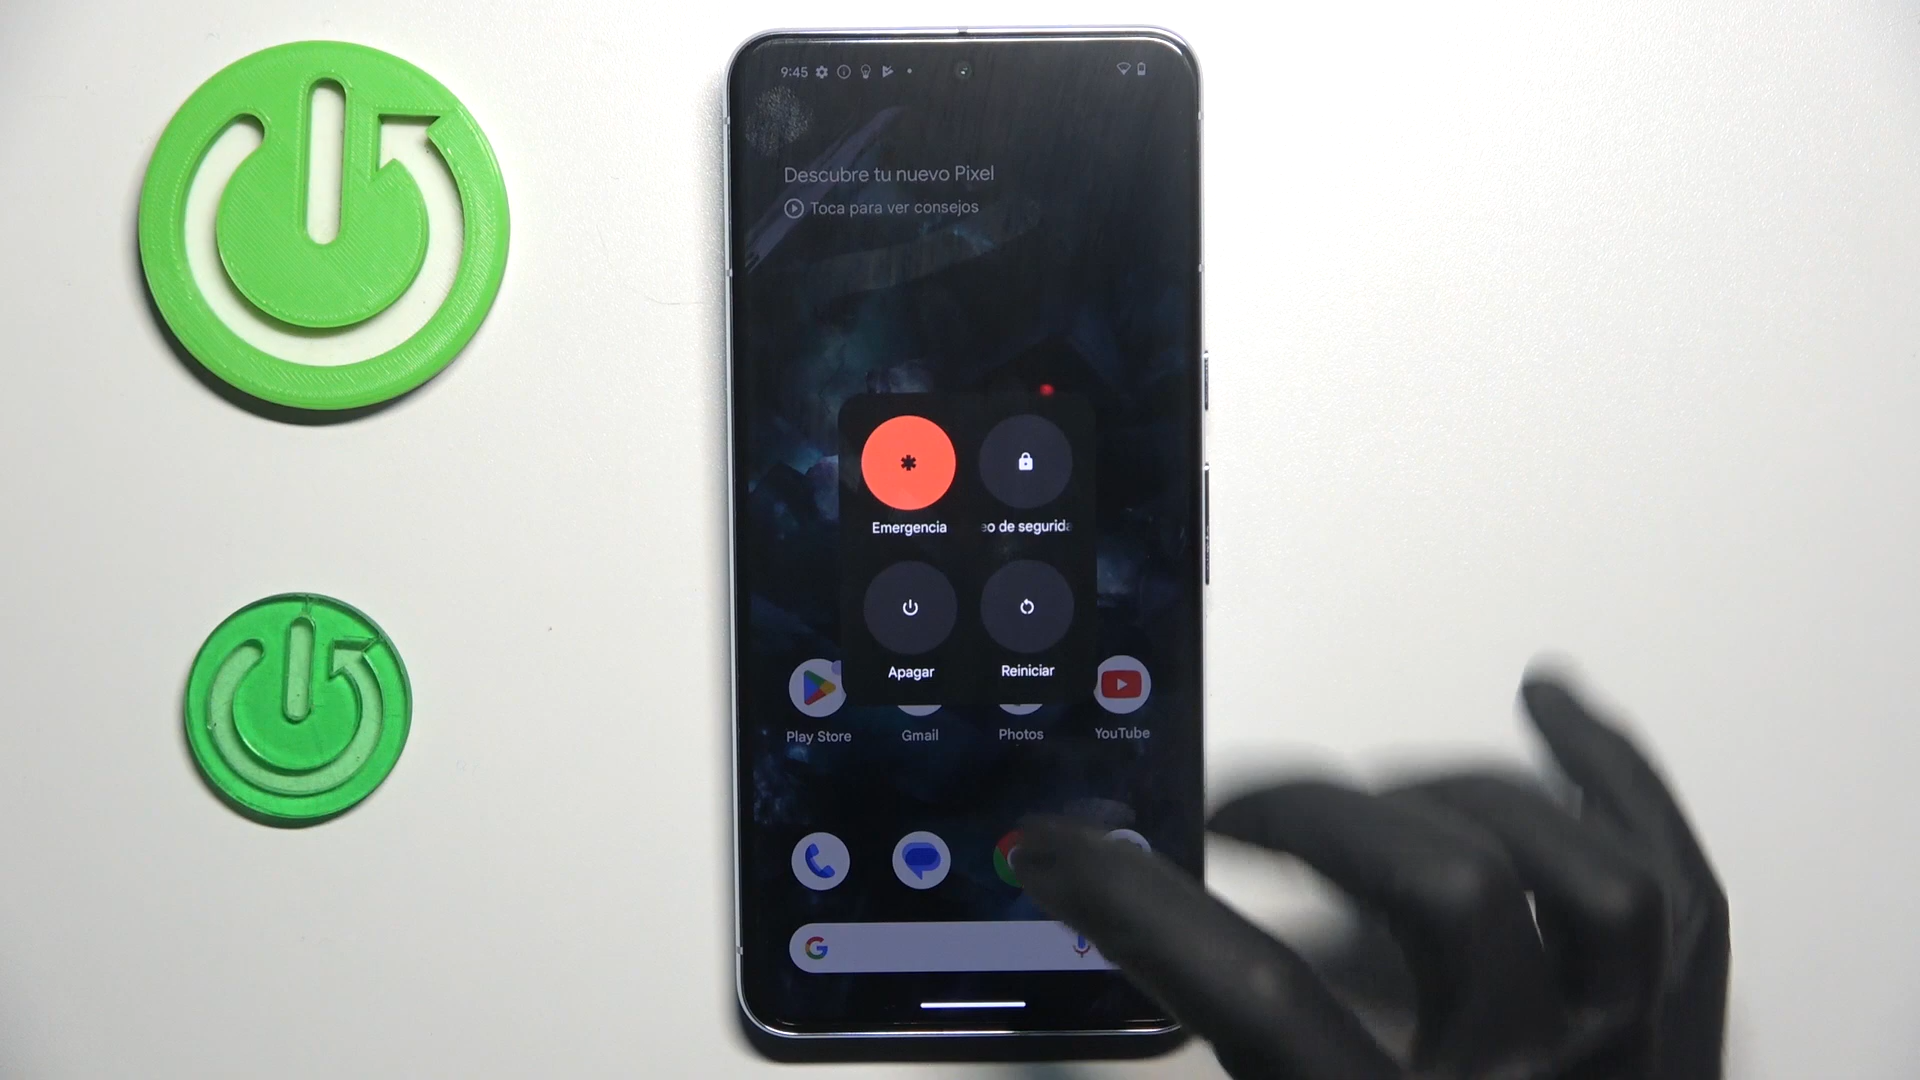 9:45
Descubre tu nuevo Pixel
Toca para ver consejos
Emergencia
eo de segurida
Apagar
Reiniciar
Play Store
Gmail
Photos
YouTube
G